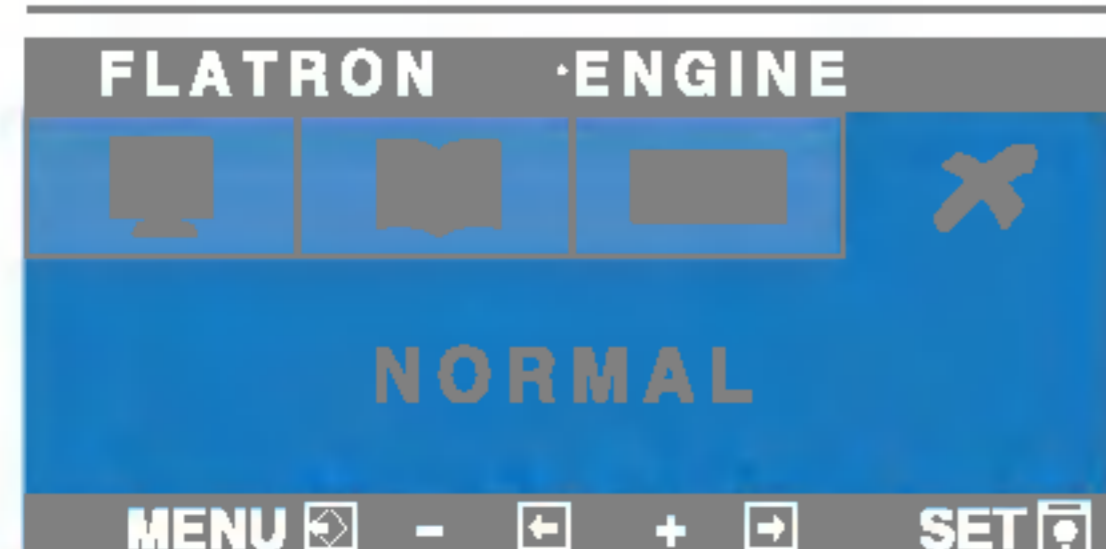 FLATRON ·ENGINE
NORMAL
MENU - ← + → SET